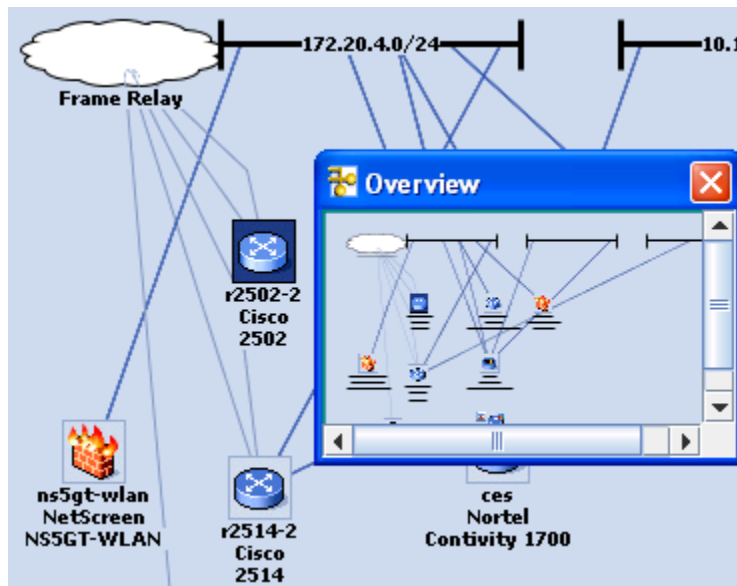 172.20.4.0/24
10.1
Frame Relay
Overview
r2502-2
Cisco
2502
ns5gt-wlan
NetScreen
NS5GT-WLAN
r2514-2
Cisco
2514
ces
Nortel
Contivity 1700